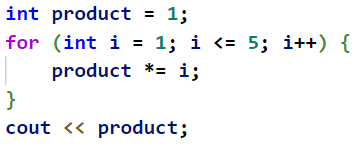 int product = 1;
for (int i = 1; i <= 5; i++) {
    product *= i;
}
cout << product;